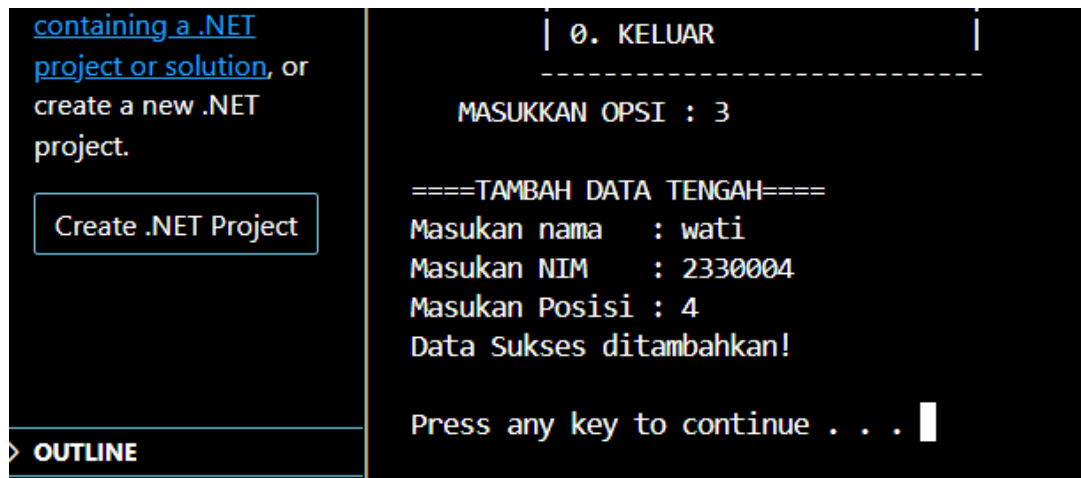 containing a .NET
project or solution, or
create a new .NET
project.
Create .NET Project
OUTLINE
| 0. KELUAR |
----------------------------
MASUKKAN OPSI : 3
====TAMBAH DATA TENGAH====
Masukan nama : wati
Masukan NIM : 2330004
Masukan Posisi : 4
Data Sukses ditambahkan!
Press any key to continue . . .